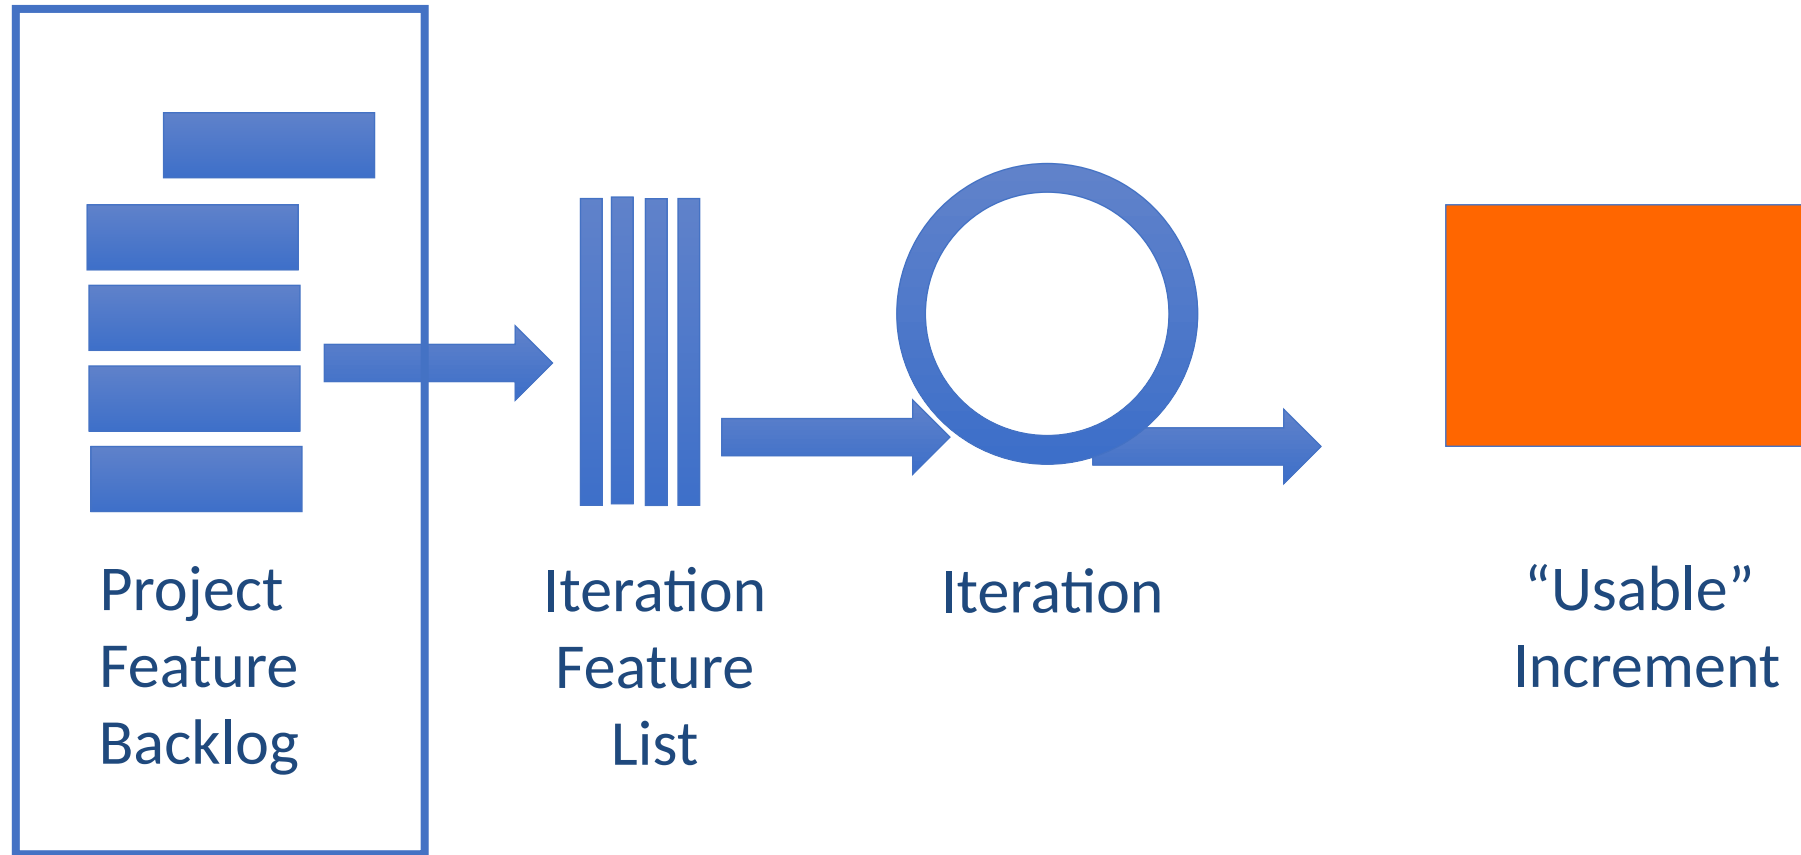 Project
Feature
Backlog
Iteration
Feature
List
Iteration
“Usable”
Increment